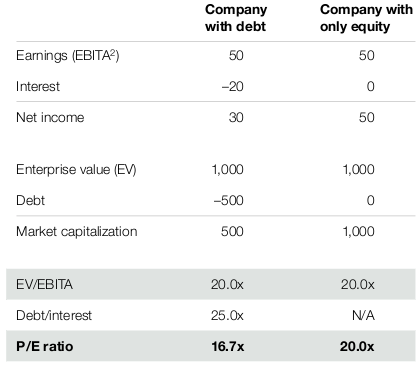 Company with debt Company with only equity
Earnings (EBITA2) 50 50
Interest –20 0
Net income 30 50
Enterprise value (EV) 1,000 1,000
Debt –500 0
Market capitalization 500 1,000
EV/EBITA 20.0x 20.0x
Debt/interest 25.0x N/A
P/E ratio 16.7x 20.0x